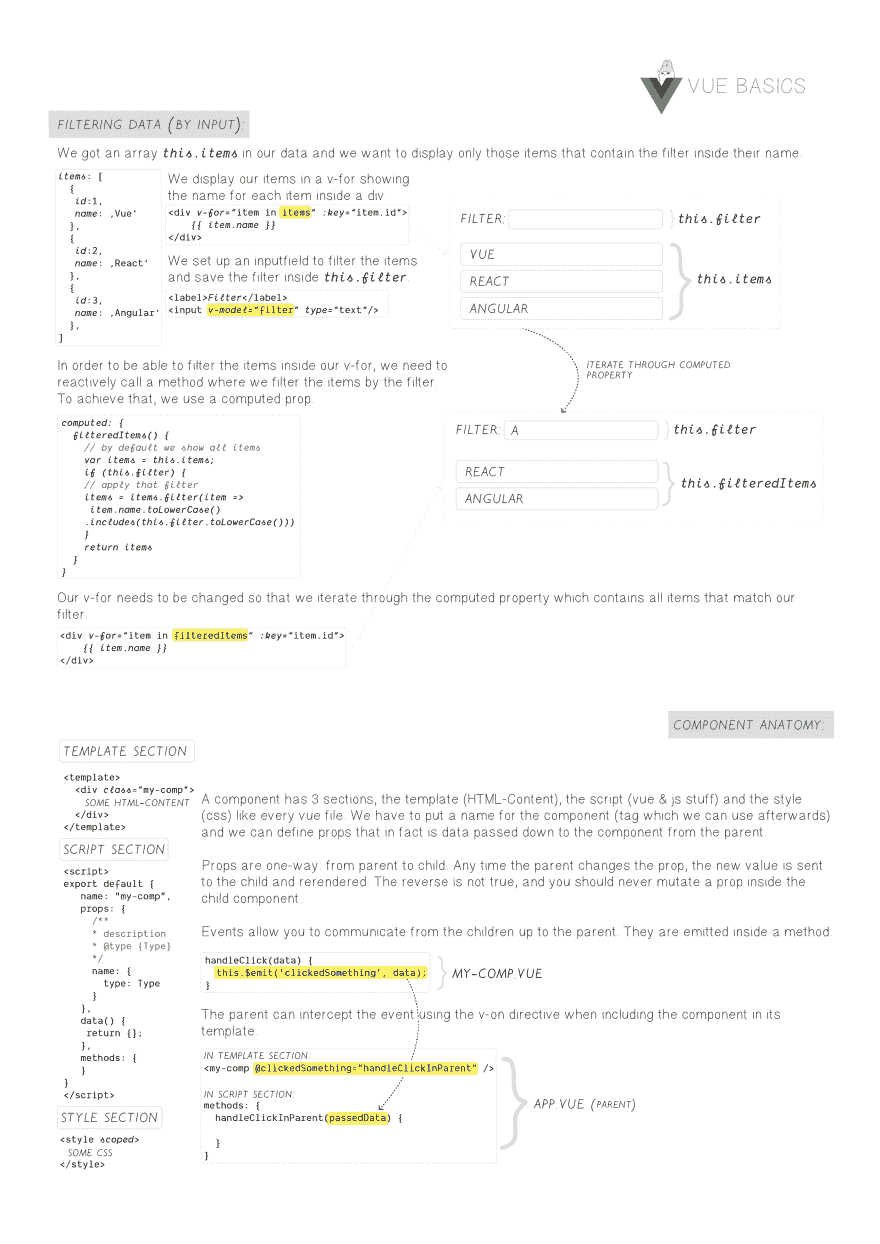 VUE BASICS
FILTERING DATA (BY INPUT):
We got an array this.items in our data and we want to display only those items that contain the filter inside their name.
items: [
{
id:1,
name: ‚Vue‘
},
{
id:2,
name: ‚React‘
},
{
id:3,
name: ‚Angular‘
},
]
We display our items in a v-for showing
the name for each item inside a div.
<div v-for="item in items" :key="item.id">
{{ item.name }}
</div>
We set up an inputfield to filter the items
and save the filter inside this.filter.
<label>Filter</label>
<input v-model="filter" type="text"/>
FILTER:
this.filter
VUE
REACT
ANGULAR
this.items
In order to be able to filter the items inside our v-for, we need to
reactively call a method where we filter the items by the filter.
To achieve that, we use a computed prop.
ITERATE THROUGH COMPUTED
PROPERTY
computed: {
filteredItems() {
// by default we show all items
var items = this.items;
if (this.filter) {
// apply that filter
items = items.filter(item =>
item.name.toLowerCase()
.includes(this.filter.toLowerCase()))
}
return items
}
}
FILTER: A
this.filter
REACT
ANGULAR
this.filteredItems
Our v-for needs to be changed so that we iterate through the computed property which contains all items that match our
filter.
<div v-for="item in filteredItems" :key="item.id">
{{ item.name }}
</div>
COMPONENT ANATOMY:
TEMPLATE SECTION
<template>
<div class="my-comp">
SOME HTML-CONTENT
</div>
</template>
SCRIPT SECTION
<script>
export default {
name: "my-comp",
props: {
/**
* description
* @type {Type}
*/
name: {
type: Type
}
},
data() {
return {};
},
methods: {
}
}
</script>
STYLE SECTION
<style scoped>
SOME CSS
</style>
A component has 3 sections, the template (HTML-Content), the script (vue & js stuff) and the style
(css) like every vue file. We have to put a name for the component (tag which we can use afterwards)
and we can define props that in fact is data passed down to the component from the parent.
Props are one-way: from parent to child. Any time the parent changes the prop, the new value is sent
to the child and rerendered. The reverse is not true, and you should never mutate a prop inside the
child component.
Events allow you to communicate from the children up to the parent. They are emitted inside a method
handleClick(data) {
this.$emit('clickedSomething', data);
}
MY-COMP.VUE
The parent can intercept the event using the v-on directive when including the component in its
template.
IN TEMPLATE SECTION:
<my-comp @clickedSomething="handleClickInParent" />
IN SCRIPT SECTION:
methods: {
handleClickInParent(passedData) {
}
}
APP.VUE (PARENT)